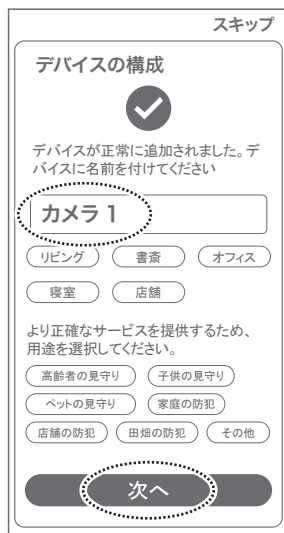 スキップ
デバイスの構成
デバイスが正常に追加されました。デ
バイスに名前を付けてください
カメラ 1
リビング 書斎 オフィス
寝室 店舗
より正確なサービスを提供するため、
用途を選択してください。
高齢者の見守り 子供の見守り
ペットの見守り 家庭の防犯
店舗の防犯 田畑の防犯 その他
次へ